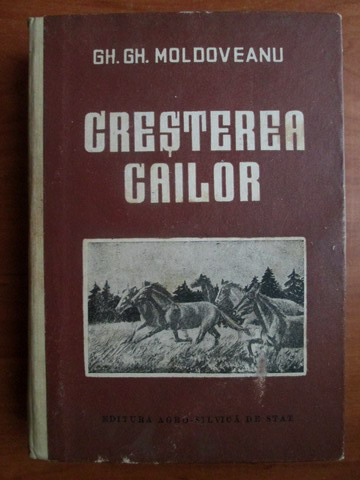 GH. GH. MOLDOVEANU
CREȘTEREA
CAILOR
EDITURA AGRO-SILVICĂ DE STAT